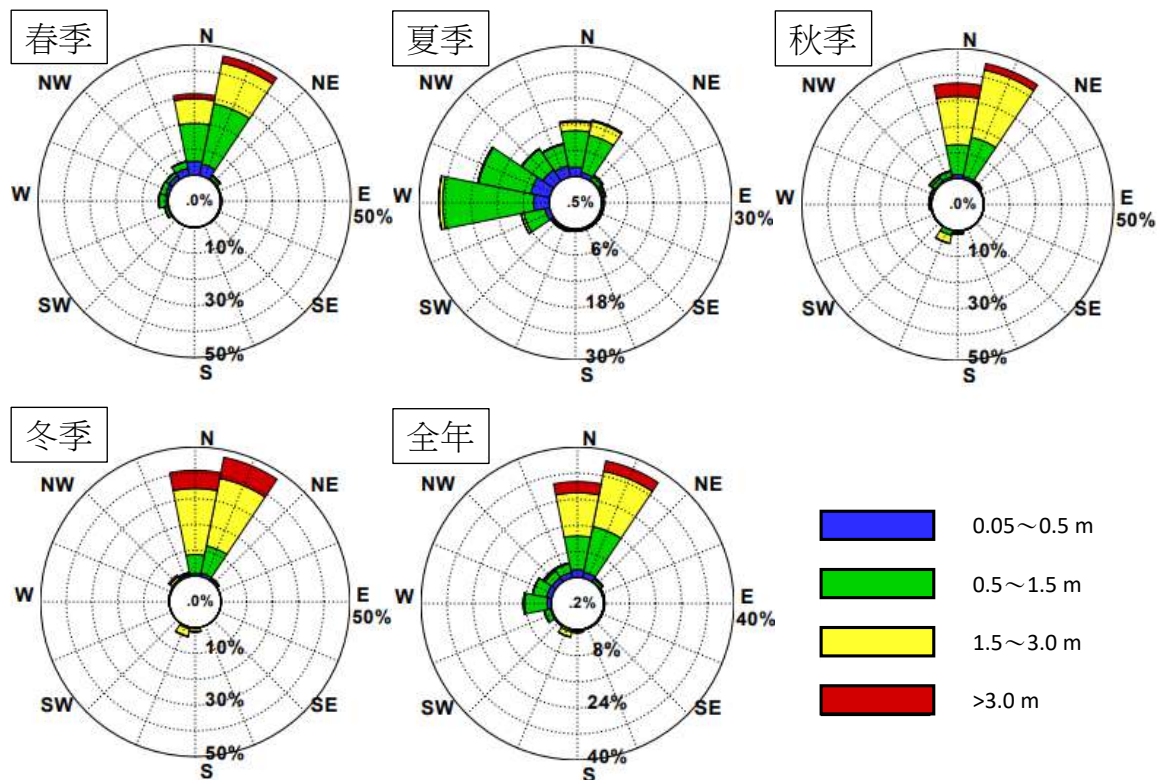 春季
N
NW
NE
W
.0%
E
50%
10%
SW
30%
SE
50%
S
夏季
N
NW
NE
W
.5%
E
30%
6%
SW
18%
SE
30%
S
秋季
N
NW
NE
W
.0%
E
50%
10%
SW
30%
SE
50%
S
冬季
N
NW
NE
W
.0%
E
50%
10%
SW
30%
SE
50%
S
全年
N
NW
NE
W
.2%
E
40%
8%
SW
24%
SE
40%
S
0.05～0.5 m
0.5～1.5 m
1.5～3.0 m
>3.0 m